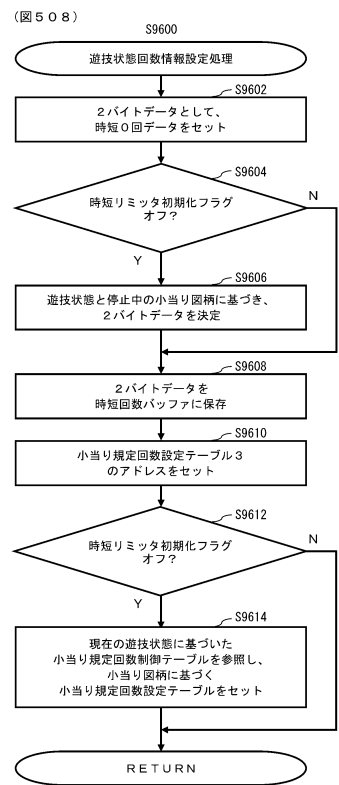 (図508)
S9600
遊技状態回数情報設定処理
S9602
2バイトデータとして、
時短0回データをセット
S9604
時短リミッタ初期化フラグ
オフ?
N
Y
S9606
遊技状態と停止中の小当り図柄に基づき、
2バイトデータを決定
S9608
2バイトデータを
時短回数バッファに保存
S9610
小当り規定回数設定テーブル3
のアドレスをセット
S9612
時短リミッタ初期化フラグ
オフ?
N
Y
S9614
現在の遊技状態に基づいた
小当り規定回数制御テーブルを参照し、
小当り図柄に基づく
小当り規定回数設定テーブルをセット
RETURN